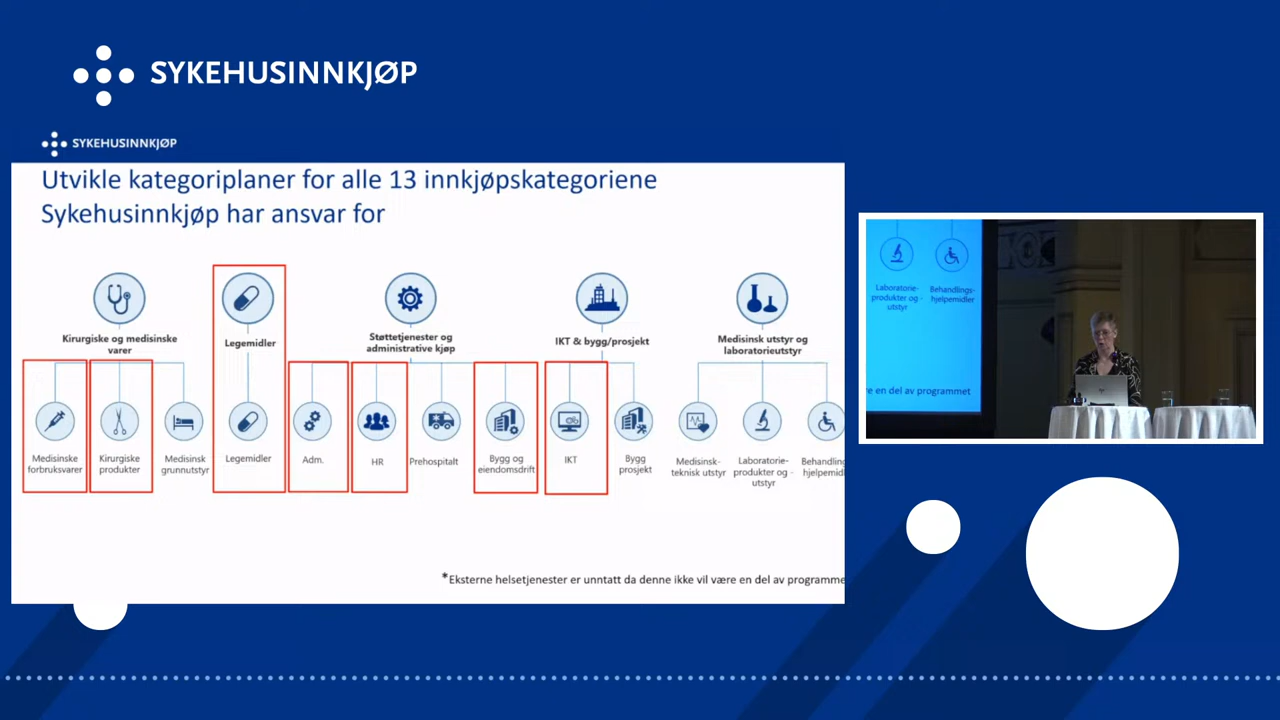 SYKEHUSINNKJØP
SYKEHUSINNKJØP
Utvikle kategoriplaner for alle 13 innkjøpskategoriene
Sykehusinnkjøp har ansvar for
Kirurgiske og medisinske
varer
Legemidler
Støttetjenester og
administrative kjøp
IKT & bygg/prosjekt
Medisinsk utstyr og
laboratorieutstyr
Medisinske
forbruksvarer
Kirurgiske
produkter
Medisinsk
grunnutstyr
Legemidler
Adm.
HR
Prehospitalt
Bygg og
eiendomsdrift
IKT
Bygg
prosjekt
Medisinsk-
teknisk utstyr
Laboratorie-
produkter og -
utstyr
Behandling
hjelpemid
*Eksterne helsetjenester er unntatt da denne ikke vil være en del av programme
Laboratorie-
produkter og -
utstyr
Behandlings-
hjelpemidler
e en del av programmet